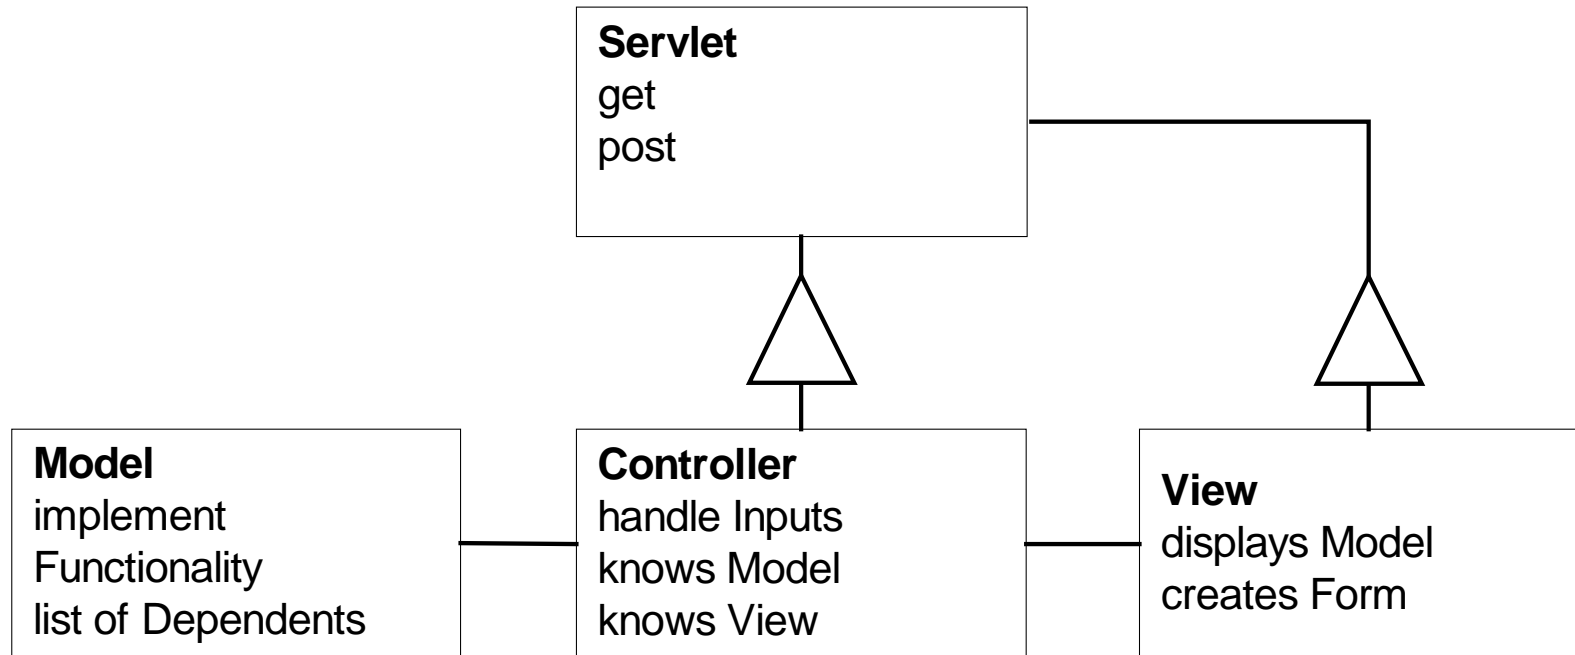 Servlet
get
post
Model
implement
Functionality
list of Dependents
Controller
handle Inputs
knows Model
knows View
View
displays Model
creates Form